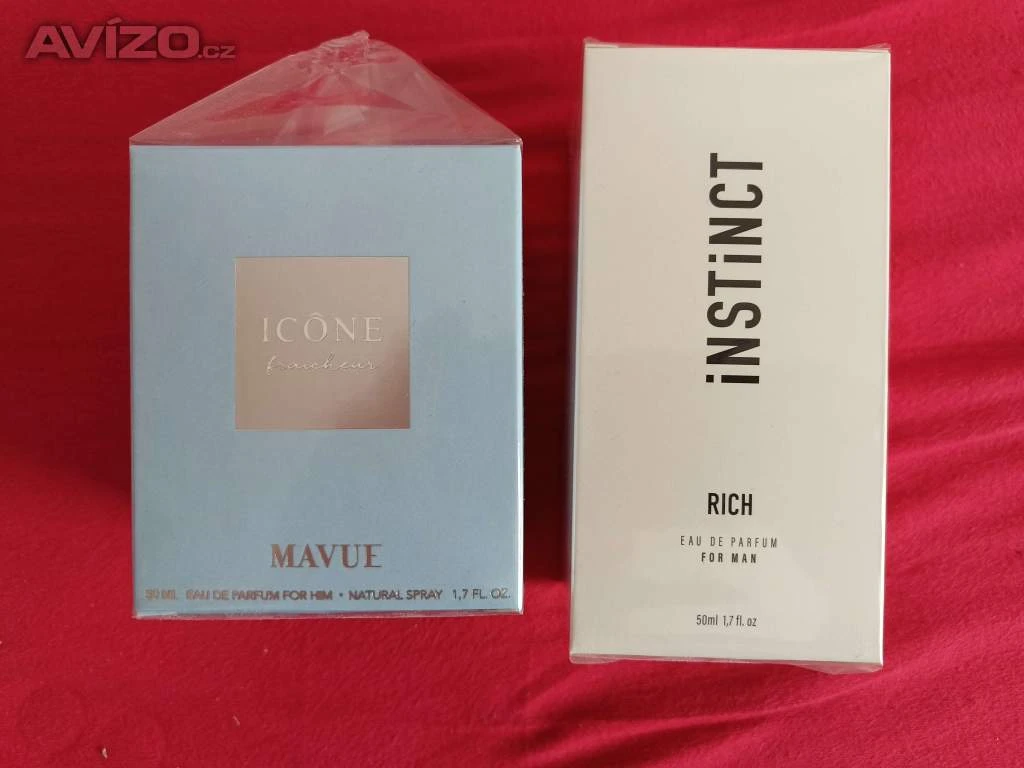 AVÍZO.cz
ICÔNE
fraîcheur
MAVUE
50 ML EAU DE PARFUM FOR HIM • NATURAL SPRAY 1,7 FL. OZ.
iNSTiNCT
RICH
EAU DE PARFUM
FOR MAN
50ml 1,7 fl. oz